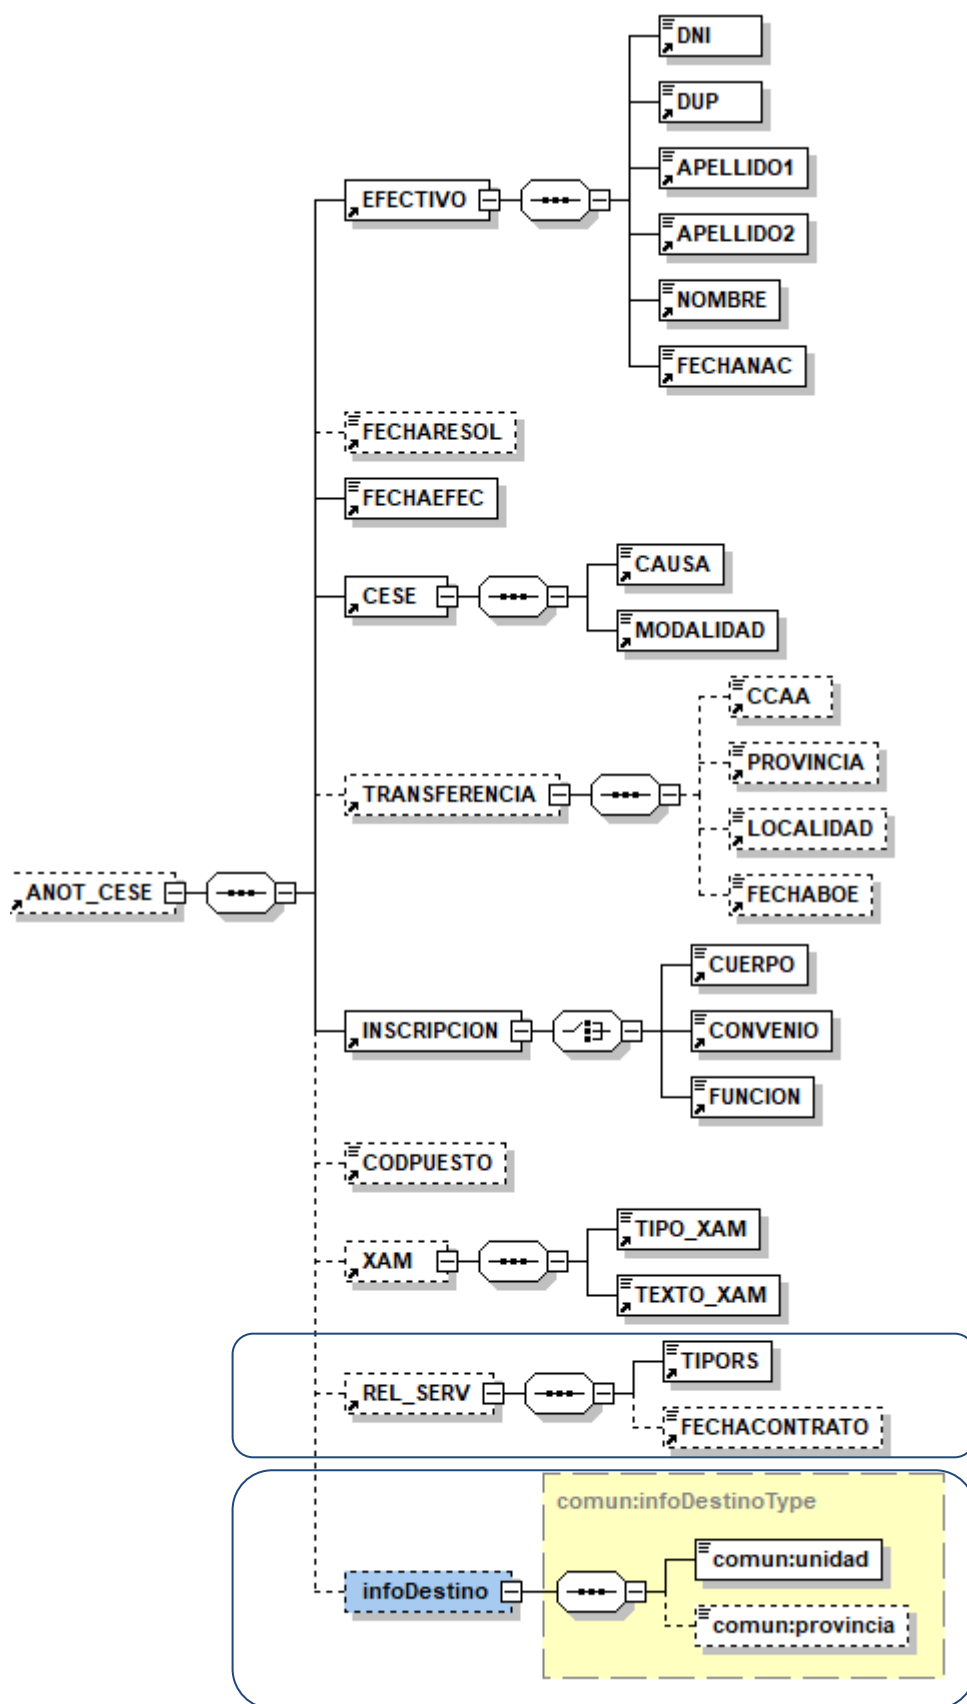 DNI
DUP
APELLIDO1
EFECTIVO
APELLIDO2
NOMBRE
FECHANAC
FECHARESOL
FECHAEFEC
CAUSA
CESE
MODALIDAD
CCAA
PROVINCIA
TRANSFERENCIA
LOCALIDAD
FECHABOE
ANOT_CESE
CUERPO
INSCRIPCION
CONVENIO
FUNCION
CODPUESTO
TIPO_XAM
XAM
TEXTO_XAM
TIPORS
REL_SERV
FECHACONTRATO
comun:infoDestinoType
comun:unidad
infoDestino
comun:provincia